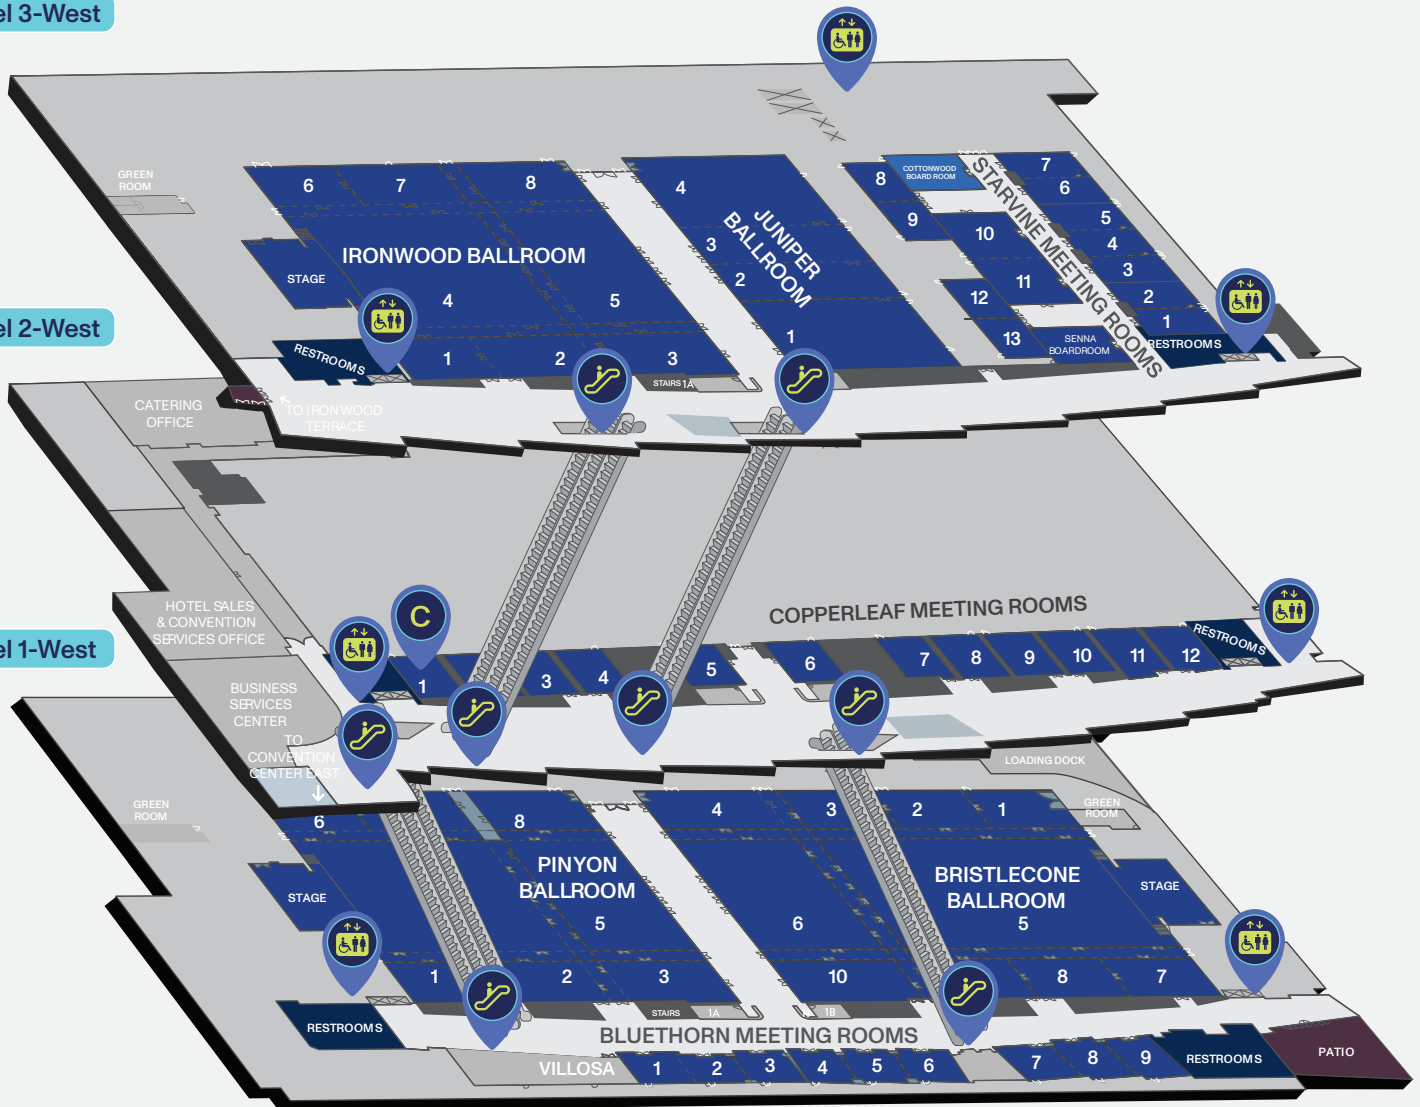 el 3-West
GREEN
ROOM
6
7
8
IRONWOOD BALLROOM
STAGE
4
5
RESTROOMS
1
2
3
STAIRS 1A
TO IRONWOOD
TERRACE
4
JUNIPER
BALLROOM
3
2
1
8
COTTONWOOD
BOARD ROOM
9
10
11
12
13
SENNA
BOARDROOM
STARVINE MEETING ROOMS
7
6
5
4
3
2
1
RESTROOMS
el 2-West
CATERING
OFFICE
HOTEL SALES
& CONVENTION
SERVICES OFFICE
BUSINESS
SERVICES
CENTER
TO
CONVENTION
CENTER EAST
C
COPPERLEAF MEETING ROOMS
1
3
4
5
6
7
8
9
10
11
12
RESTROOMS
LOADING DOCK
el 1-West
GREEN
ROOM
6
8
PINYON
BALLROOM
STAGE
5
1
2
3
STAIRS
1A
1B
4
3
2
1
GREEN
ROOM
BRISTLECONE
BALLROOM
STAGE
6
5
10
8
7
RESTROOMS
BLUETHORN MEETING ROOMS
VILLOSA
1
2
3
4
5
6
7
8
9
RESTROOMS
PATIO